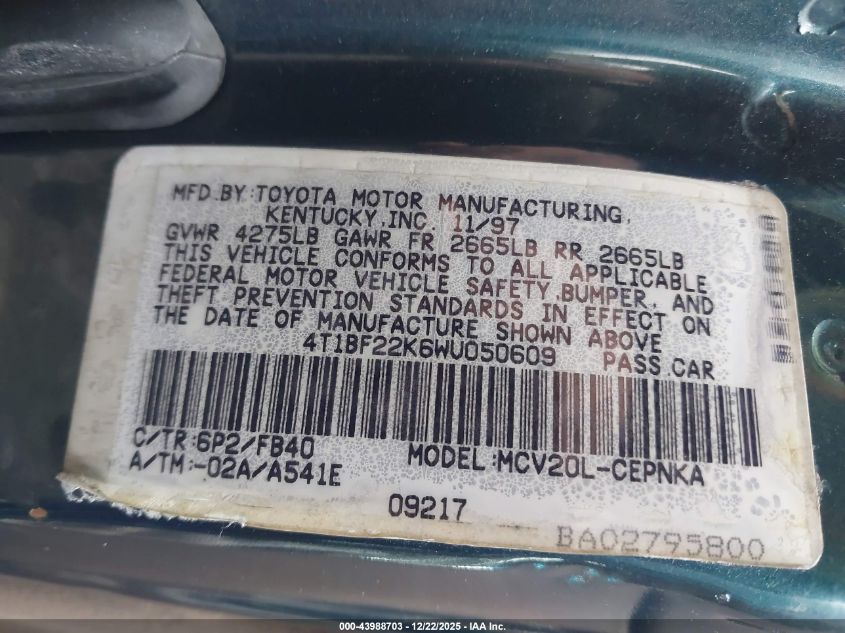 MFD.BY:TOYOTA MOTOR MANUFACTURING,
KENTUCKY,INC. 11/97
GVWR 4275LB GAWR FR 2665LB RR 2665LB
THIS VEHICLE CONFORMS TO ALL APPLICABLE
FEDERAL MOTOR VEHICLE SAFETY,BUMPER, AND
THEFT PREVENTION STANDARDS IN EFFECT ON
THE DATE OF MANUFACTURE SHOWN ABOVE
4T1BF22K6WU050609 PASS.CAR
C/TR:6P2/FB40 MODEL:MCV20L-CEPNKA
A/TM:-02A/A541E
09217
BA02795800
000-43988703 - 12/22/2025 - IAA Inc.